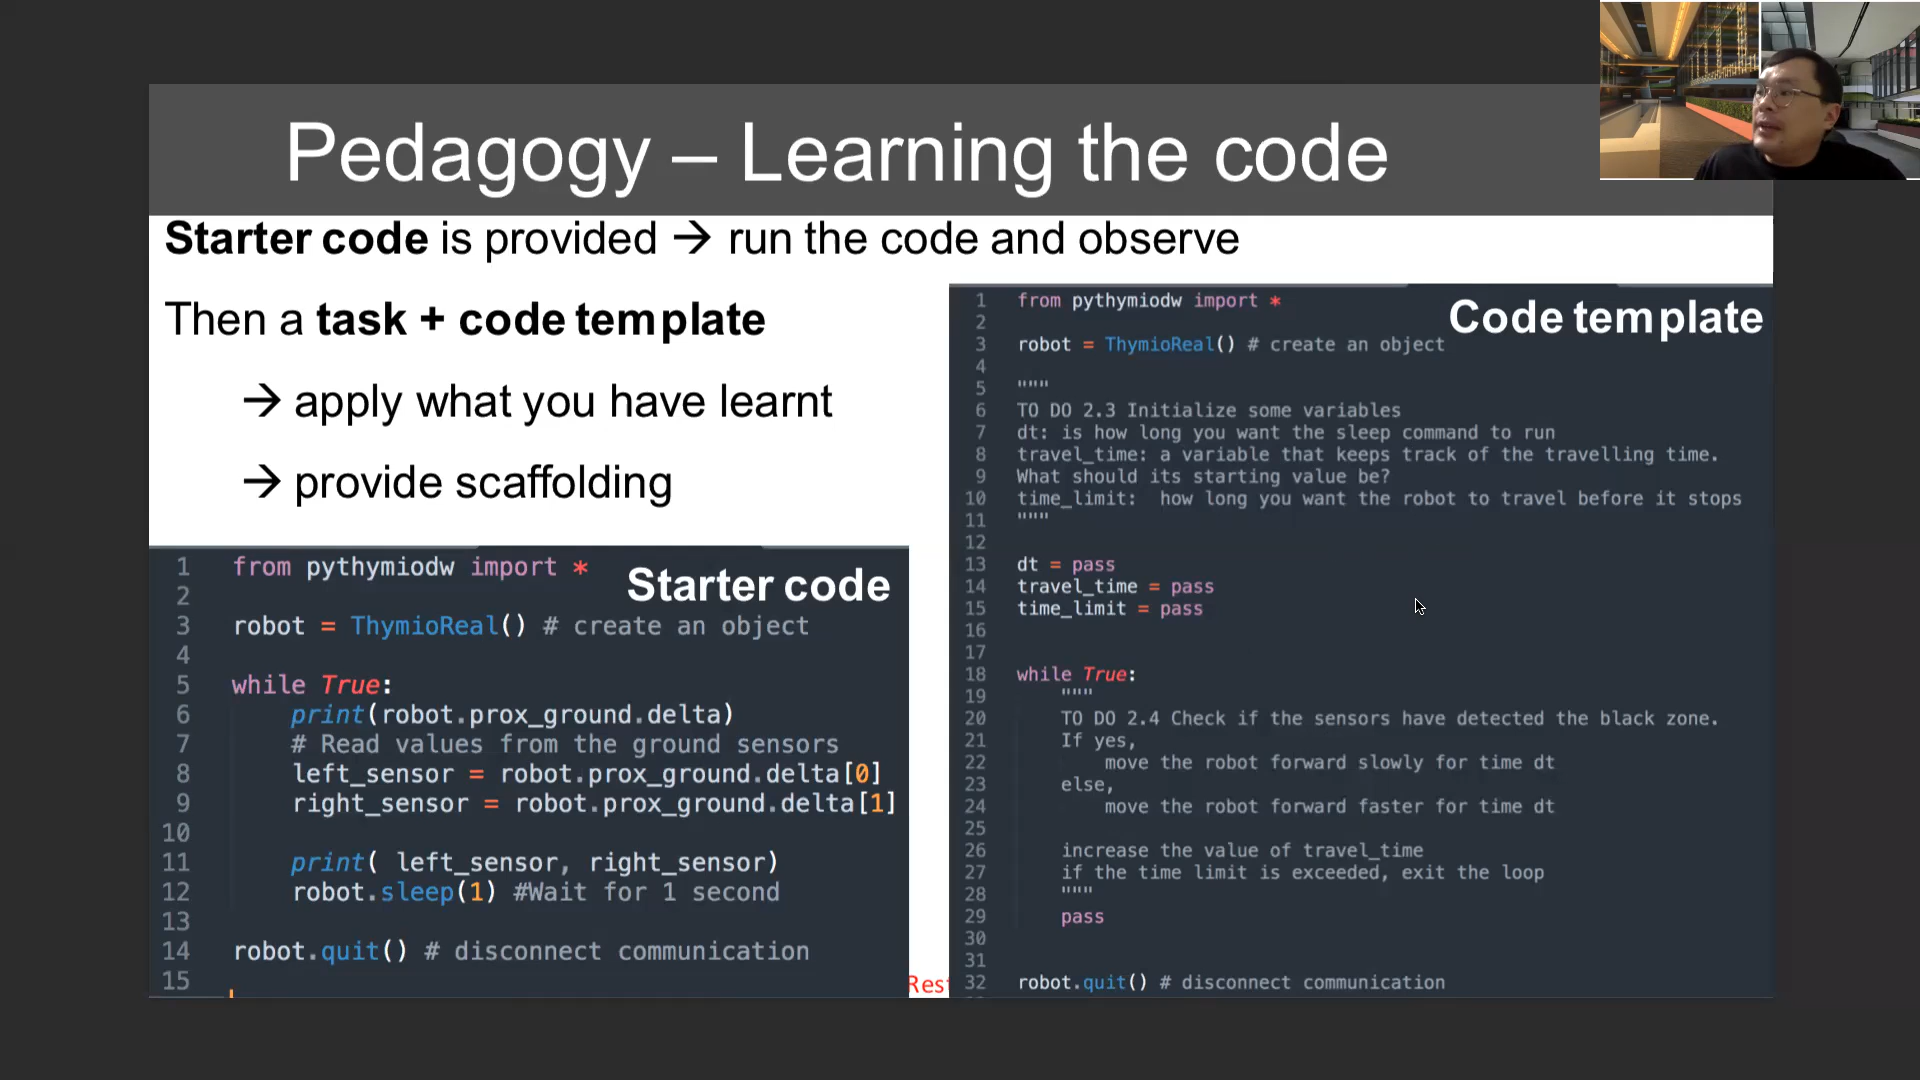 Pedagogy – Learning the code
Starter code is provided → run the code and observe
Then a task + code template
→ apply what you have learnt
→ provide scaffolding
Starter code
1 from pythymiodw import *
2
3 robot = ThymioReal() # create an object
4
5 while True:
6 print(robot.prox_ground.delta)
7 # Read values from the ground sensors
8 left_sensor = robot.prox_ground.delta[0]
9 right_sensor = robot.prox_ground.delta[1]
10
11 print( left_sensor, right_sensor)
12 robot.sleep(1) #Wait for 1 second
13
14 robot.quit() # disconnect communication
15
Code template
1 from pythymiodw import *
2
3 robot = ThymioReal() # create an object
4
5 """
6 TO DO 2.3 Initialize some variables
7 dt: is how long you want the sleep command to run
8 travel_time: a variable that keeps track of the travelling time.
9 What should its starting value be?
10 time_limit:  how long you want the robot to travel before it stops
11 """
12
13 dt = pass
14 travel_time = pass
15 time_limit = pass
16
17
18 while True:
19 """
20 TO DO 2.4 Check if the sensors have detected the black zone.
21 If yes,
22 move the robot forward slowly for time dt
23 else,
24 move the robot forward faster for time dt
25
26 increase the value of travel_time
27 if the time limit is exceeded, exit the loop
28 """
29 pass
30
31
32 robot.quit() # disconnect communication